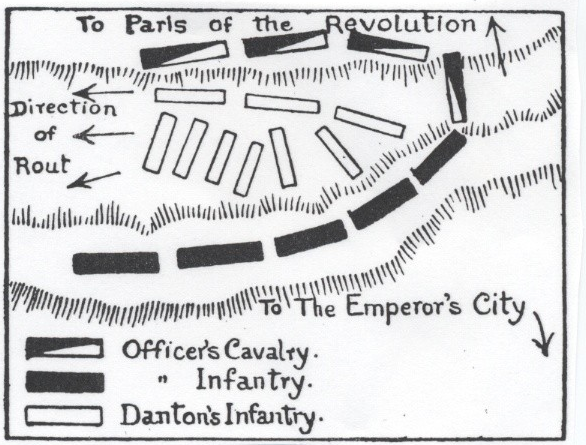 To Paris of the Revolution
Direction
of
Rout
To The Emperor's City
Officer's Cavalry.
" Infantry.
Danton's Infantry.